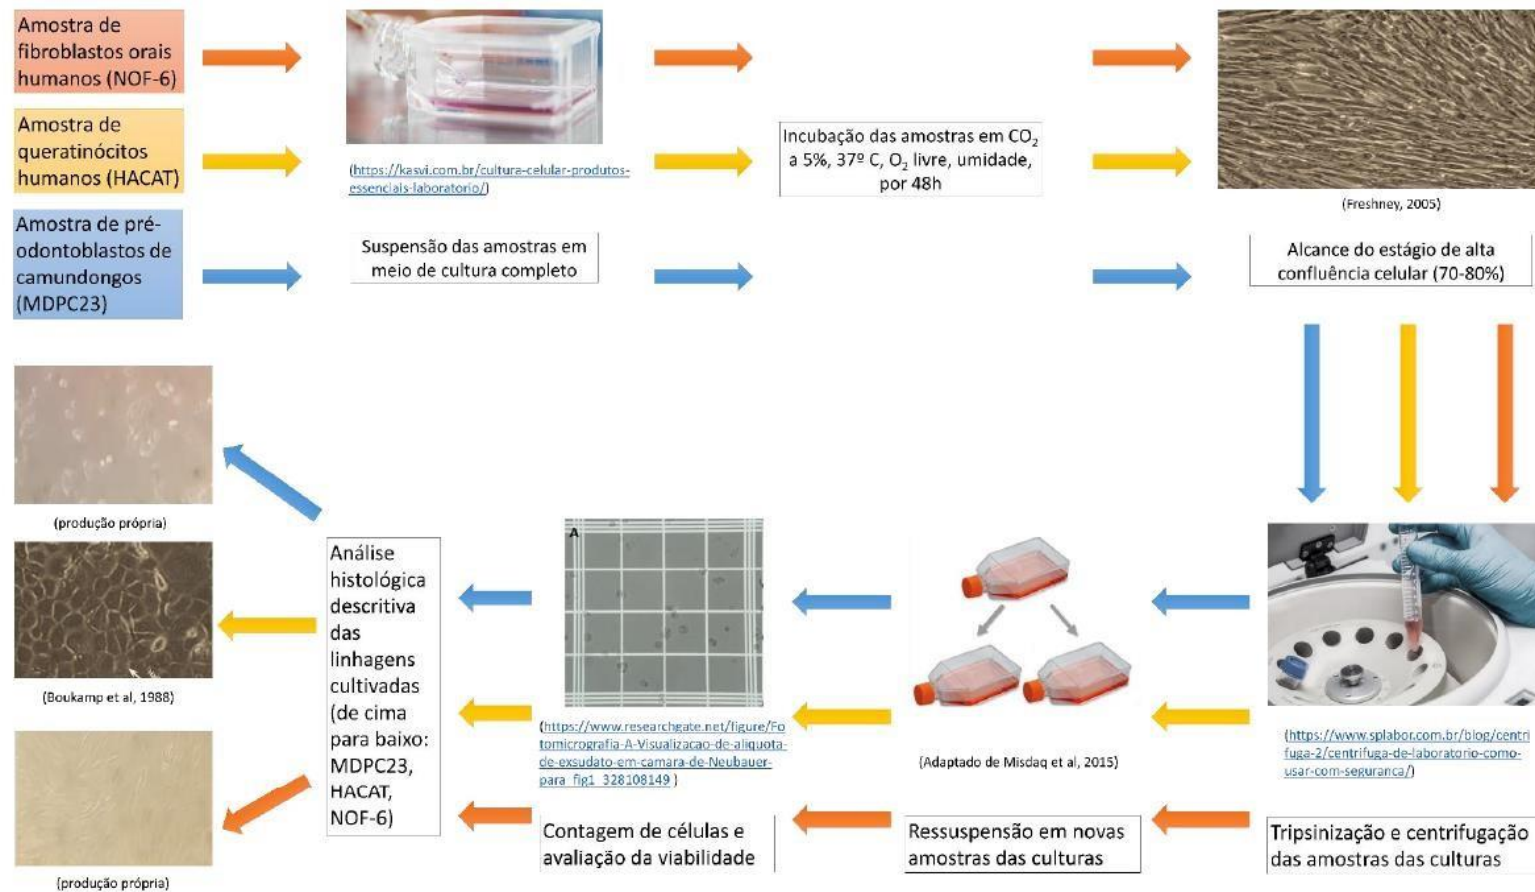 Amostra de
fibroblastos orais
humanos (NOF-6)
Amostra de
queratinócitos
humanos (HACAT)
Amostra de pré-
odontoblastos de
camundongos
(MDPC23)
(https://kasvi.com.br/cultura-celular-produtos-
essenciais-laboratorio/)
Suspensão das amostras em
meio de cultura completo
Incubação das amostras em CO₂
a 5%, 37º C, O₂ livre, umidade,
por 48h
(Freshney, 2005)
Alcance do estágio de alta
confluência celular (70-80%)
(https://www.splabor.com.br/blog/centri
fuga-2/centrifuga-de-laboratorio-como-
usar-com-seguranca/)
Tripsinização e centrifugação
das amostras das culturas
(Adaptado de Misdaq et al, 2015)
Ressuspensão em novas
amostras das culturas
A
(https://www.researchgate.net/figure/Fo
tomicrografia-A-Visualizacao-de-aliquota-
de-exsudato-em-camara-de-Neubauer-
para_fig1_328108149 )
Contagem de células e
avaliação da viabilidade
Análise
histológica
descritiva
das
linhagens
cultivadas
(de cima
para baixo:
MDPC23,
HACAT,
NOF-6)
(produção própria)
(Boukamp et al, 1988)
(produção própria)